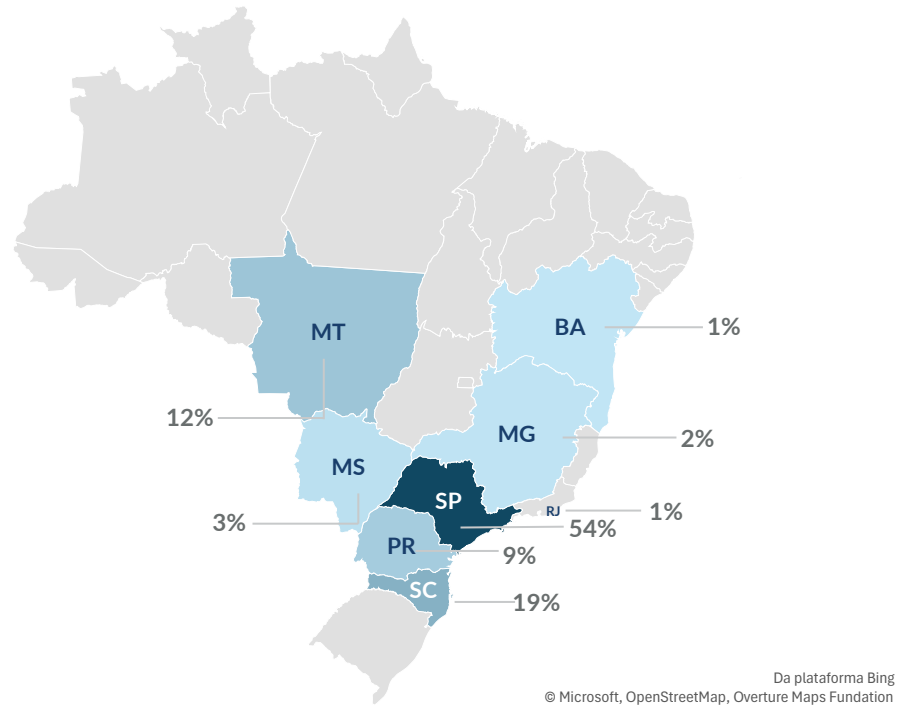 MT
BA
1%
12%
MG
2%
MS
SP
RJ
1%
3%
54%
PR
9%
SC
19%
Da plataforma Bing
© Microsoft, OpenStreetMap, Overture Maps Fundation